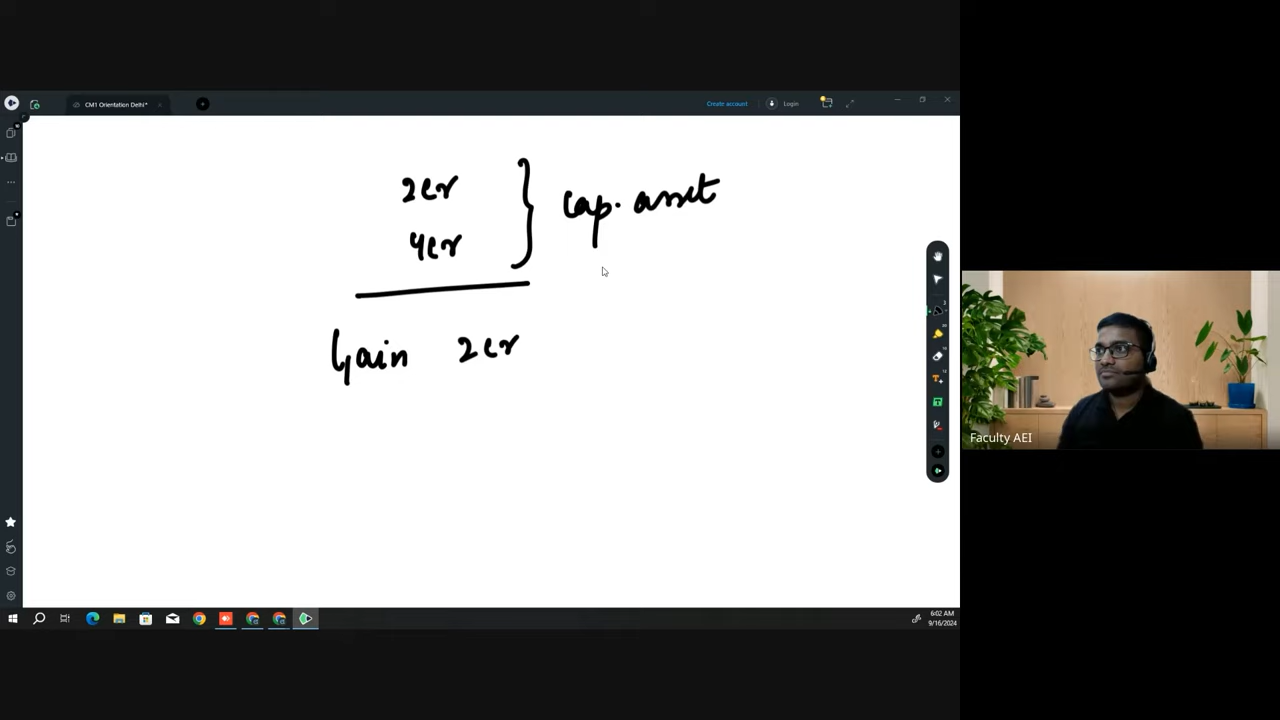 CM1 Orientation Delhi*
Create account
Login
2cr
cap. asset
4cr
Gain 2cr
Faculty AEI
6:02 AM
9/16/2024